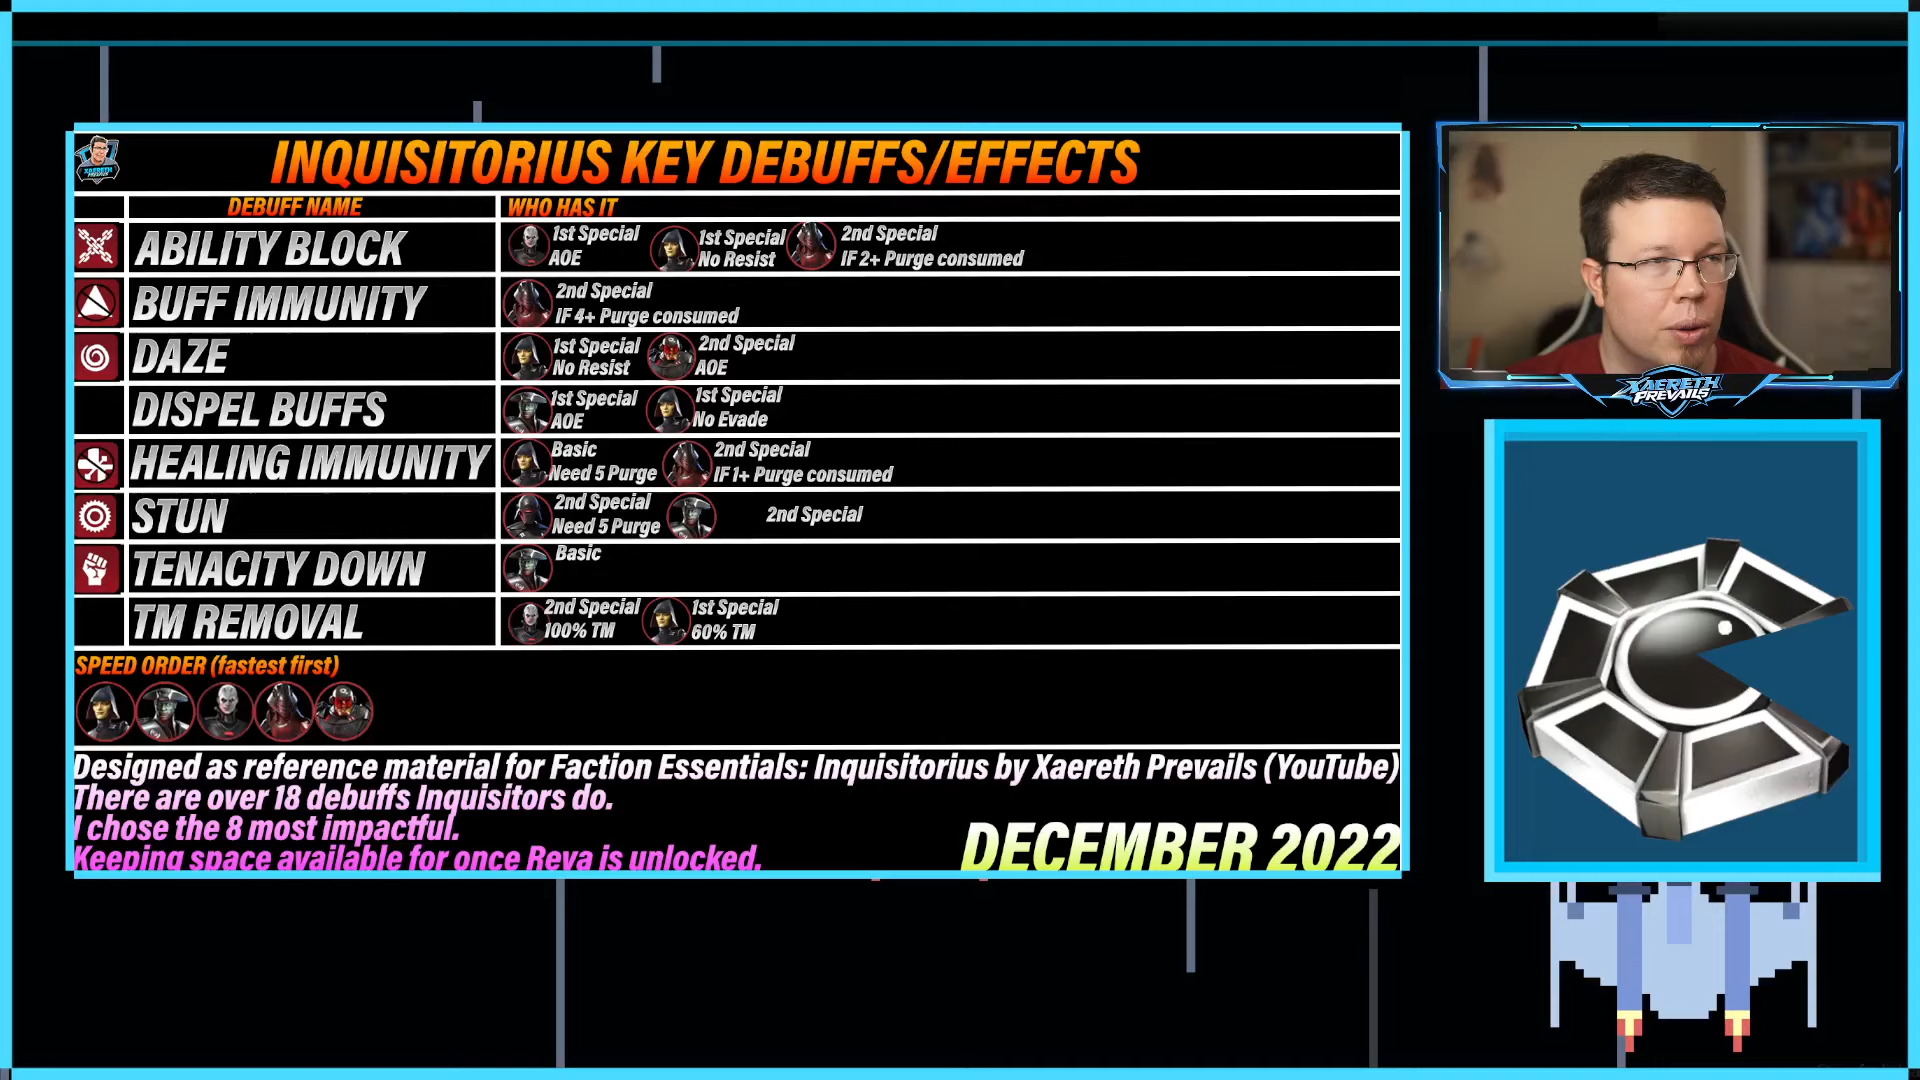 INQUISITORIUS KEY DEBUFFS/EFFECTS
DEBUFF NAME WHO HAS IT
ABILITY BLOCK
1st Special
AOE
1st Special
No Resist
2nd Special
IF 2+ Purge consumed
BUFF IMMUNITY
2nd Special
IF 4+ Purge consumed
DAZE
1st Special
No Resist
2nd Special
AOE
DISPEL BUFFS
1st Special
AOE
1st Special
No Evade
HEALING IMMUNITY
Basic
Need 5 Purge
2nd Special
IF 1+ Purge consumed
STUN
2nd Special
Need 5 Purge
2nd Special
TENACITY DOWN
Basic
TM REMOVAL
2nd Special
100% TM
1st Special
60% TM
SPEED ORDER (fastest first)
Designed as reference material for Faction Essentials: Inquisitorius by Xaereth Prevails (YouTube)
There are over 18 debuffs Inquisitors do.
I chose the 8 most impactful.
Keeping space available for once Reva is unlocked.
DECEMBER 2022
XAERETH
PREVAILS